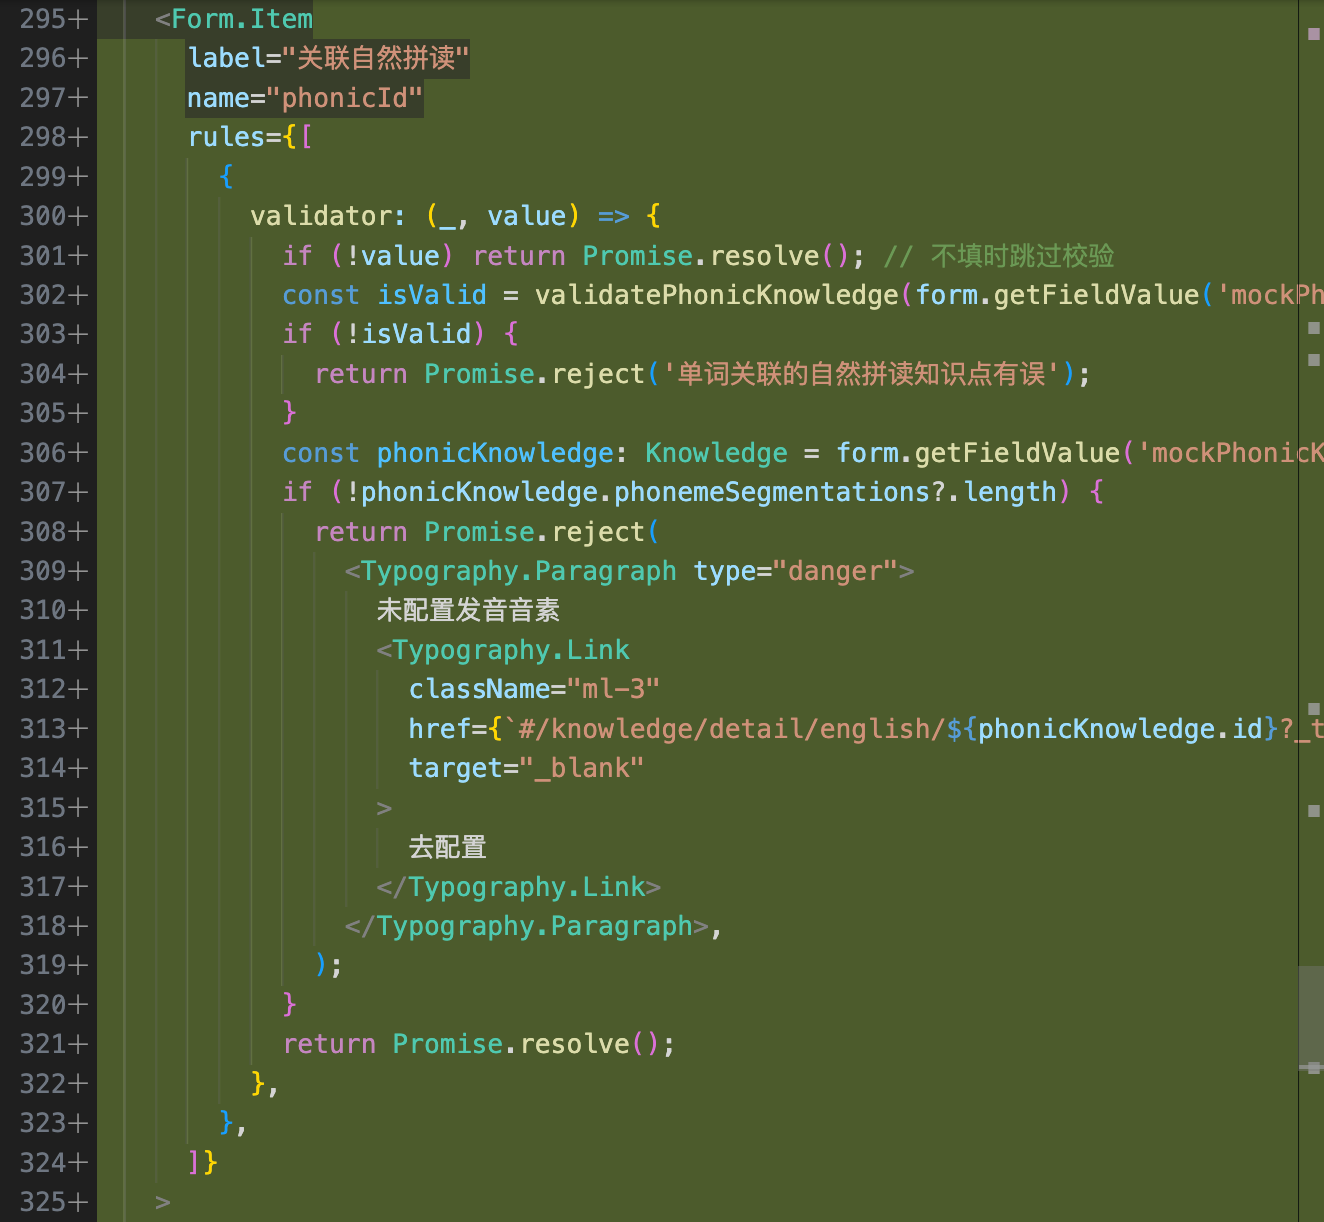 295+ <Form.Item
296+ label="关联自然拼读"
297+ name="phonicId"
298+ rules={[
299+ {
300+ validator: (_, value) => {
301+ if (!value) return Promise.resolve(); // 不填时跳过校验
302+ const isValid = validatePhonicKnowledge(form.getFieldValue('mockPh
303+ if (!isValid) {
304+ return Promise.reject('单词关联的自然拼读知识点有误');
305+ }
306+ const phonicKnowledge: Knowledge = form.getFieldValue('mockPhonicK
307+ if (!phonicKnowledge.phonemeSegmentations?.length) {
308+ return Promise.reject(
309+ <Typography.Paragraph type="danger">
310+ 未配置发音音素
311+ <Typography.Link
312+ className="ml-3"
313+ href={`#/knowledge/detail/english/${phonicKnowledge.id}?_t
314+ target="_blank"
315+ >
316+ 去配置
317+ </Typography.Link>
318+ </Typography.Paragraph>,
319+ );
320+ }
321+ return Promise.resolve();
322+ },
323+ },
324+ ]}
325+ >